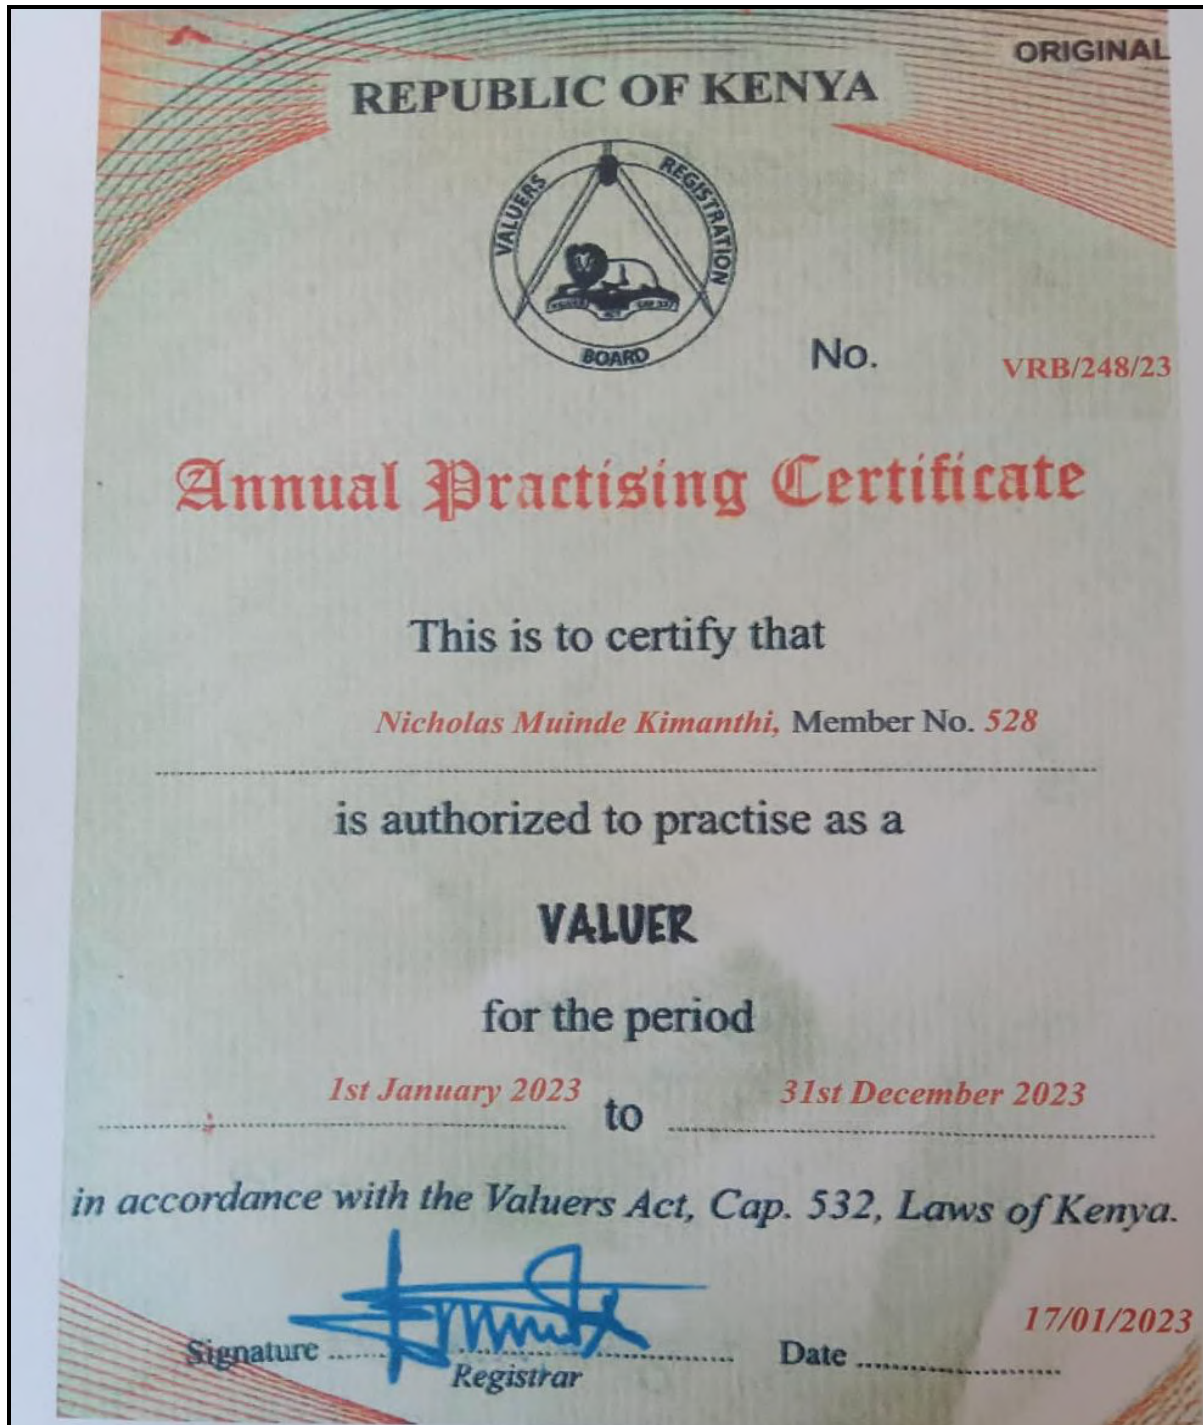 ORIGINAL
REPUBLIC OF KENYA
VALUERS REGISTRATION BOARD
No. VRB/248/23
Annual Practising Certificate
This is to certify that
Nicholas Muinde Kimanthi, Member No. 528
is authorized to practise as a
VALUER
for the period
1st January 2023 to 31st December 2023
in accordance with the Valuers Act, Cap. 532, Laws of Kenya.
Signature Date 17/01/2023
Registrar